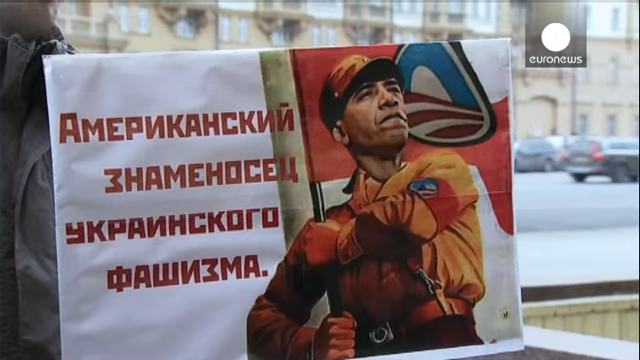 euronews
Американский
знаменосец
украинского
фашизма.